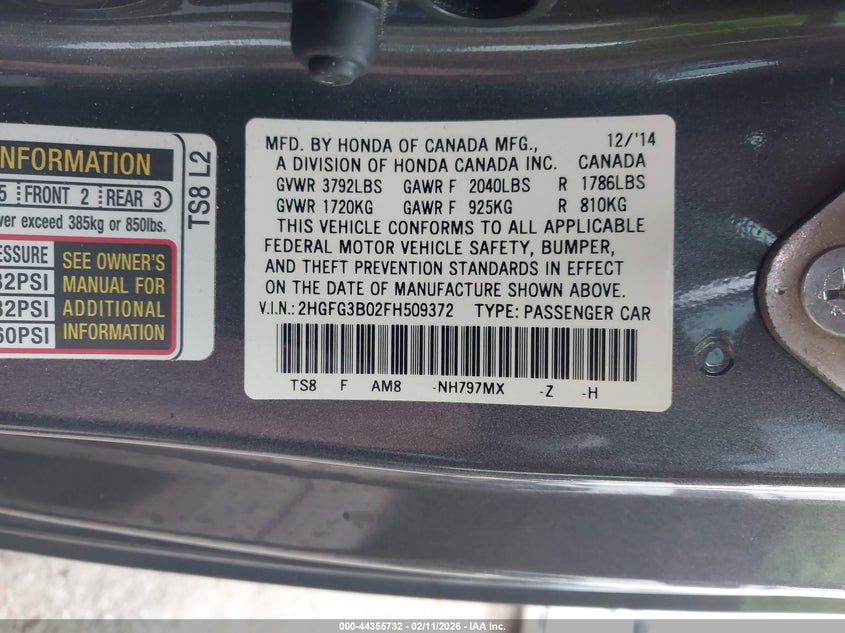 INFORMATION
5 FRONT 2 REAR 3
ver exceed 385kg or 850lbs.
ESSURE
32PSI
32PSI
60PSI
SEE OWNER'S
MANUAL FOR
ADDITIONAL
INFORMATION
TS8 L2
MFD. BY HONDA OF CANADA MFG., 12/'14
A DIVISION OF HONDA CANADA INC. CANADA
GVWR 3792LBS GAWR F 2040LBS R 1786LBS
GVWR 1720KG GAWR F 925KG R 810KG
THIS VEHICLE CONFORMS TO ALL APPLICABLE
FEDERAL MOTOR VEHICLE SAFETY, BUMPER,
AND THEFT PREVENTION STANDARDS IN EFFECT
ON THE DATE OF MANUFACTURE SHOWN ABOVE.
V.I.N.: 2HGFG3B02FH509372 TYPE: PASSENGER CAR
TS8 F AM8 -NH797MX -Z -H
000-44355732 - 02/11/2026 - IAA Inc.